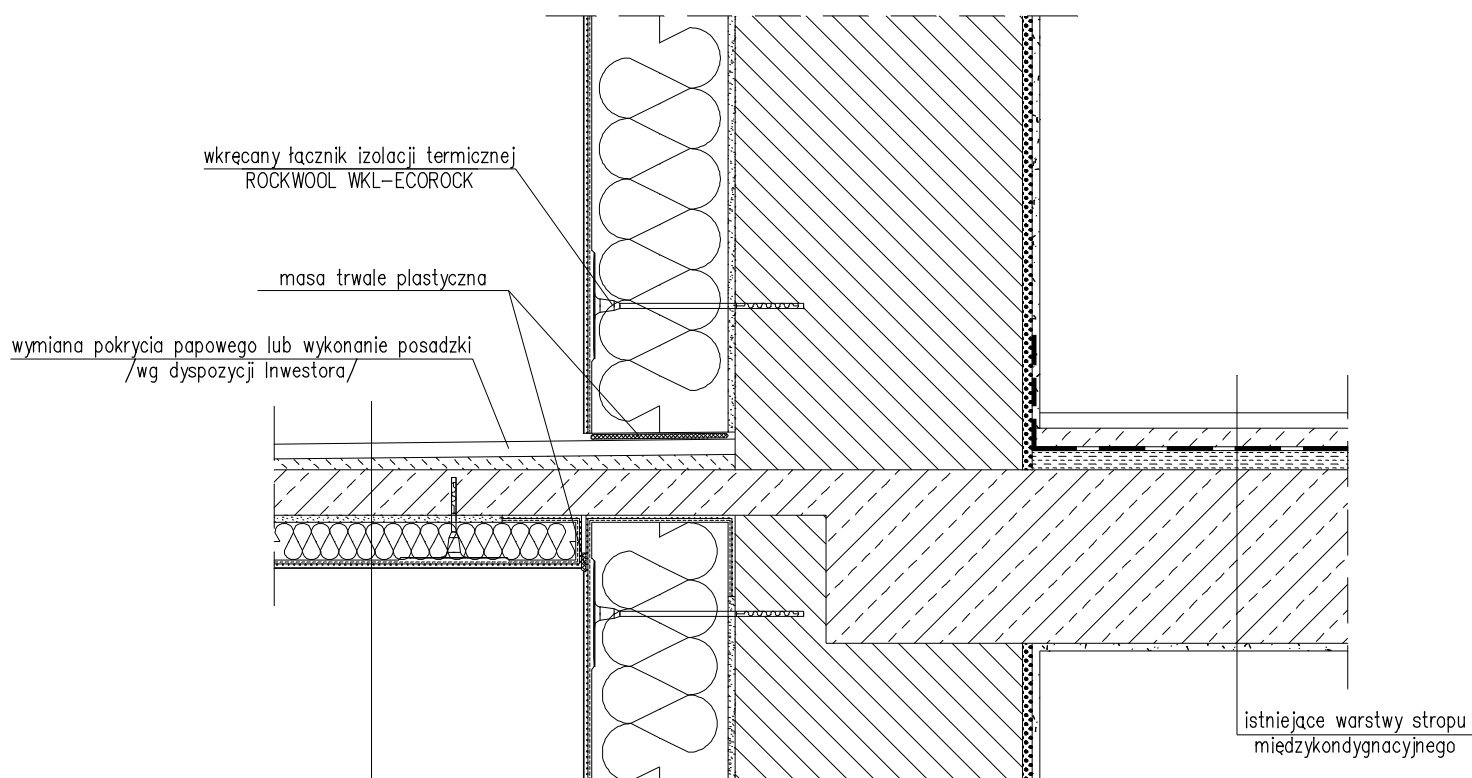 wkręcany łącznik izolacji termicznej
ROCKWOOL WKL-ECOROCK
masa trwale plastyczna
wymiana pokrycia papowego lub wykonanie posadzki
/wg dyspozycji Inwestora/
istniejące warstwy stropu
międzykondygnacyjnego